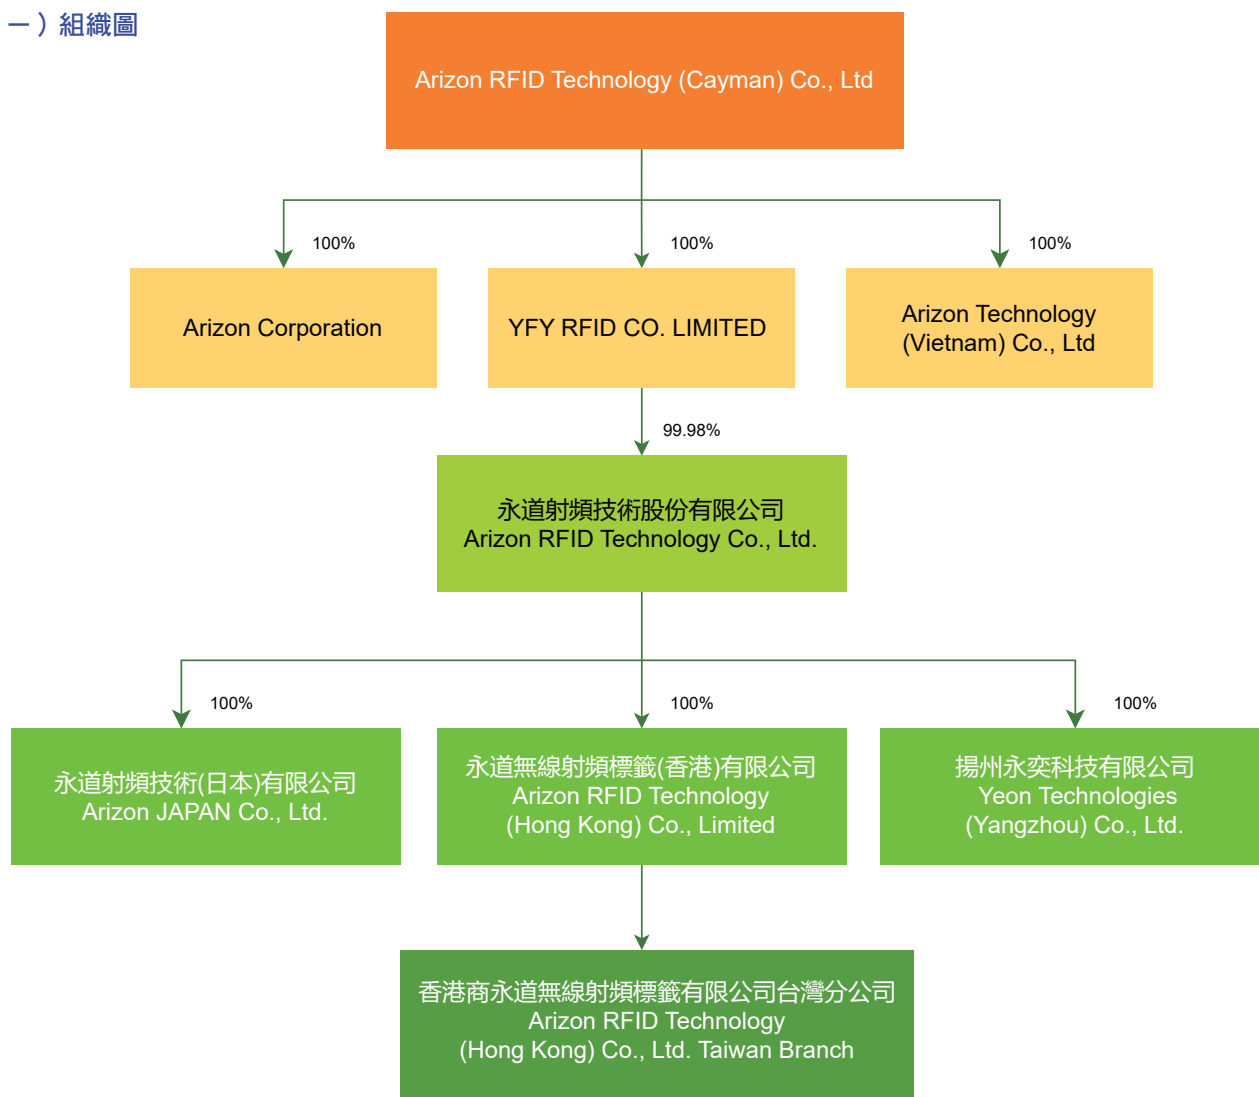 一）組織圖
Arizon RFID Technology (Cayman) Co., Ltd
100%
100%
100%
Arizon Corporation
YFY RFID CO. LIMITED
Arizon Technology
(Vietnam) Co., Ltd
99.98%
永道射頻技術股份有限公司
Arizon RFID Technology Co., Ltd.
100%
100%
100%
永道射頻技術(日本)有限公司
Arizon JAPAN Co., Ltd.
永道無線射頻標籤(香港)有限公司
Arizon RFID Technology
(Hong Kong) Co., Limited
揚州永奕科技有限公司
Yeon Technologies
(Yangzhou) Co., Ltd.
香港商永道無線射頻標籤有限公司台灣分公司
Arizon RFID Technology
(Hong Kong) Co., Ltd. Taiwan Branch